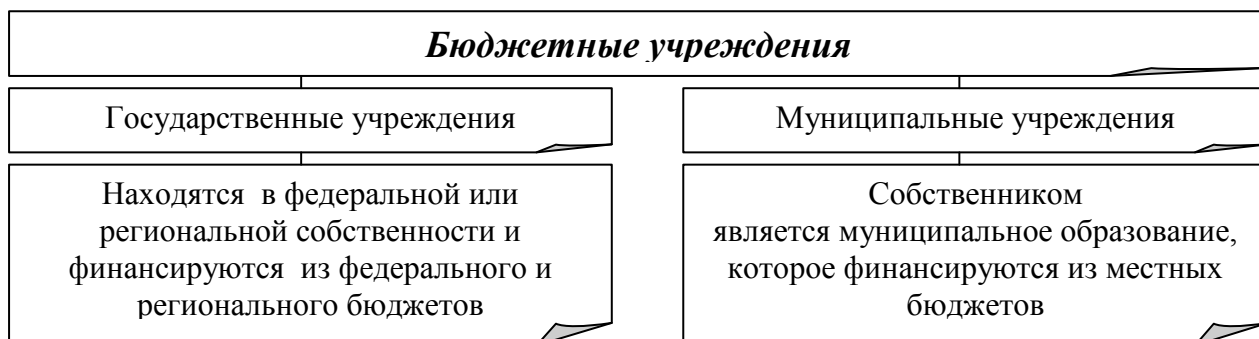 Бюджетные учреждения
Государственные учреждения
Муниципальные учреждения
Находятся в федеральной или
региональной собственности и
финансируются из федерального и
регионального бюджетов
Собственником
является муниципальное образование,
которое финансируются из местных
бюджетов